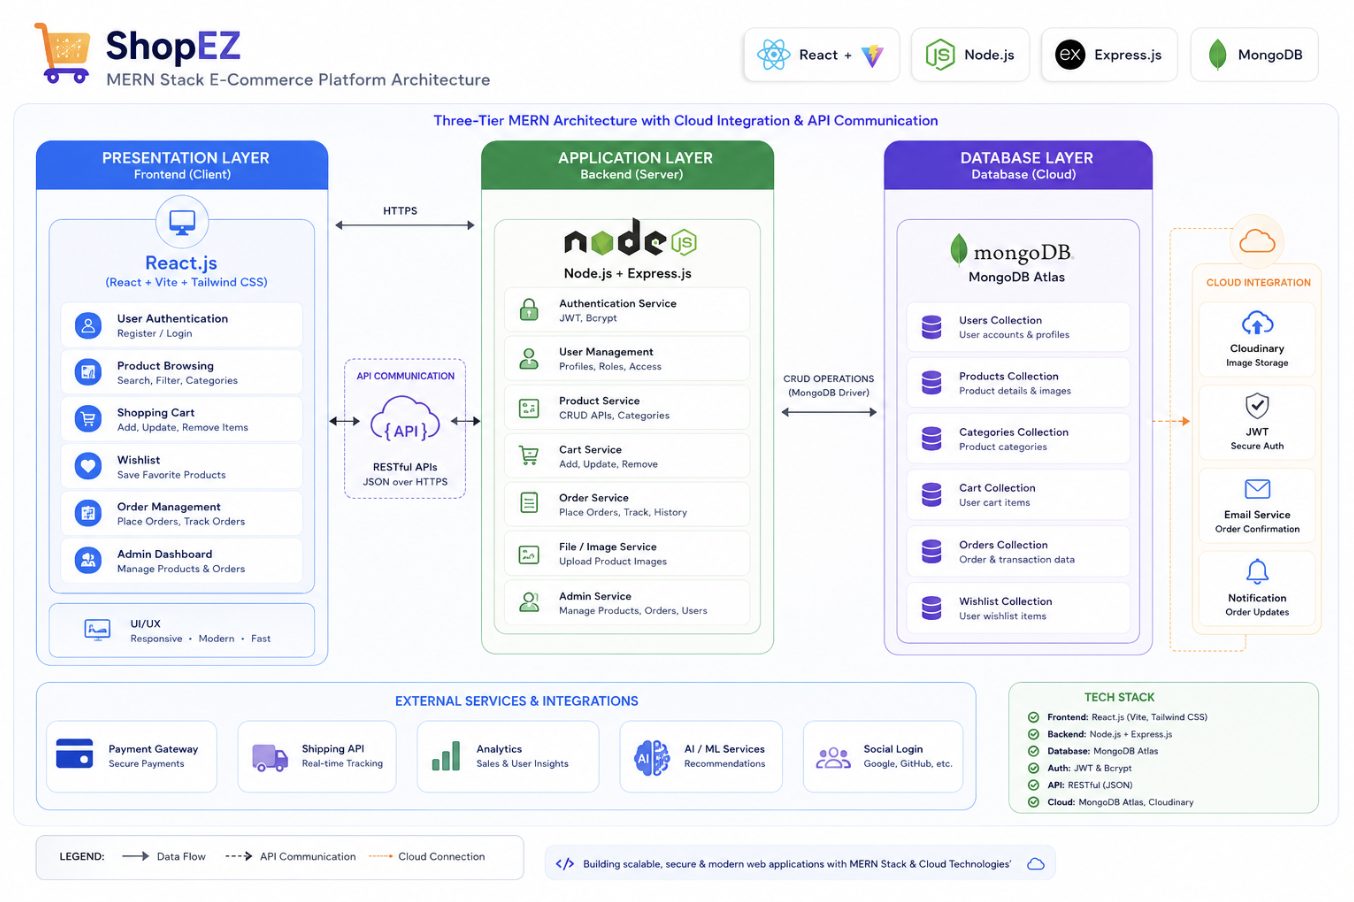 ShopEZ
MERN Stack E-Commerce Platform Architecture
React +
Node.js
ex
Express.js
MongoDB
Three-Tier MERN Architecture with Cloud Integration & API Communication
PRESENTATION LAYER
Frontend (Client)
React.js
(React + Vite + Tailwind CSS)
User Authentication
Register / Login
Product Browsing
Search, Filter, Categories
Shopping Cart
Add, Update, Remove Items
Wishlist
Save Favorite Products
Order Management
Place Orders, Track Orders
Admin Dashboard
Manage Products & Orders
UI/UX
Responsive • Modern • Fast
HTTPS
API COMMUNICATION
{API}
RESTful APIs
JSON over HTTPS
APPLICATION LAYER
Backend (Server)
node JS
Node.js + Express.js
Authentication Service
JWT, Bcrypt
User Management
Profiles, Roles, Access
Product Service
CRUD APIs, Categories
Cart Service
Add, Update, Remove
Order Service
Place Orders, Track, History
File / Image Service
Upload Product Images
Admin Service
Manage Products, Orders, Users
CRUD OPERATIONS
(MongoDB Driver)
DATABASE LAYER
Database (Cloud)
mongoDB.
MongoDB Atlas
Users Collection
User accounts & profiles
Products Collection
Product details & images
Categories Collection
Product categories
Cart Collection
User cart items
Orders Collection
Order & transaction data
Wishlist Collection
User wishlist items
CLOUD INTEGRATION
Cloudinary
Image Storage
JWT
Secure Auth
Email Service
Order Confirmation
Notification
Order Updates
EXTERNAL SERVICES & INTEGRATIONS
Payment Gateway
Secure Payments
Shipping API
Real-time Tracking
Analytics
Sales & User Insights
AI
AI / ML Services
Recommendations
Social Login
Google, GitHub, etc.
TECH STACK
Frontend: React.js (Vite, Tailwind CSS)
Backend: Node.js + Express.js
Database: MongoDB Atlas
Auth: JWT & Bcrypt
API: RESTful (JSON)
Cloud: MongoDB Atlas, Cloudinary
LEGEND:
Data Flow
API Communication
Cloud Connection
</> Building scalable, secure & modern web applications with MERN Stack & Cloud Technologies'